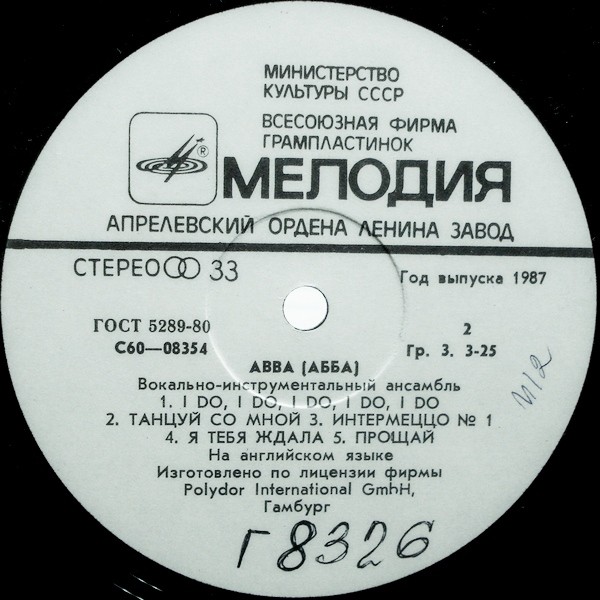 МИНИСТЕРСТВО
КУЛЬТУРЫ СССР
ВСЕСОЮЗНАЯ ФИРМА
ГРАМПЛАСТИНОК
®
МЕЛОДИЯ
АПРЕЛЕВСКИЙ ОРДЕНА ЛЕНИНА ЗАВОД
СТЕРЕО 33
Год выпуска 1987
ГОСТ 5289-80
С60—08354
2
Гр. 3. 3-25
ABBA (АББА)
Вокально-инструментальный ансамбль
1. I DO, I DO, I DO, I DO, I DO
2. ТАНЦУЙ СО МНОЙ 3. ИНТЕРМЕЦЦО № 1
4. Я ТЕБЯ ЖДАЛА 5. ПРОЩАЙ
На английском языке
Изготовлено по лицензии фирмы
Polydor International GmbH,
Гамбург
Г8326